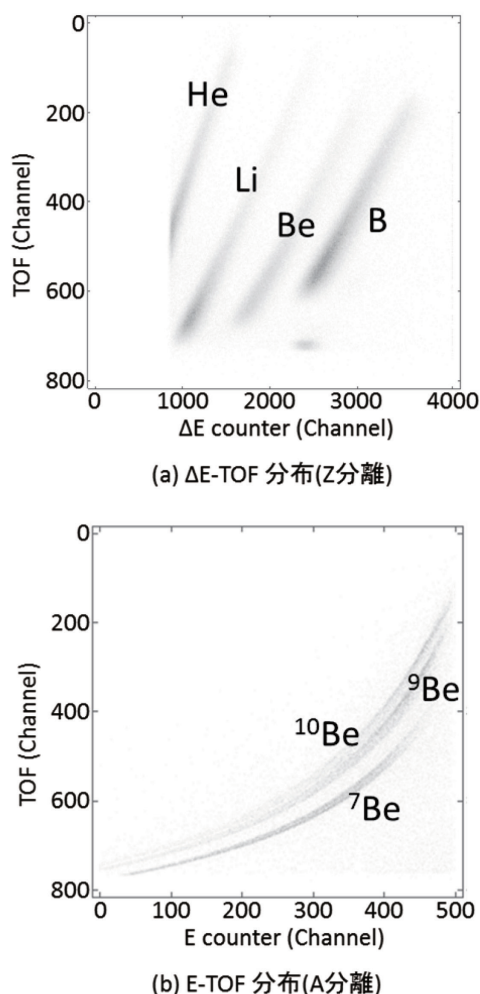 TOF (Channel)
0
200
400
600
800
He
Li
Be
B
0 1000 2000 3000 4000
ΔE counter (Channel)
(a) ΔE-TOF 分布(Z分離)
TOF (Channel)
0
200
400
600
800
⁹Be
¹⁰Be
⁷Be
0 100 200 300 400 500
E counter (Channel)
(b) E-TOF 分布(A分離)